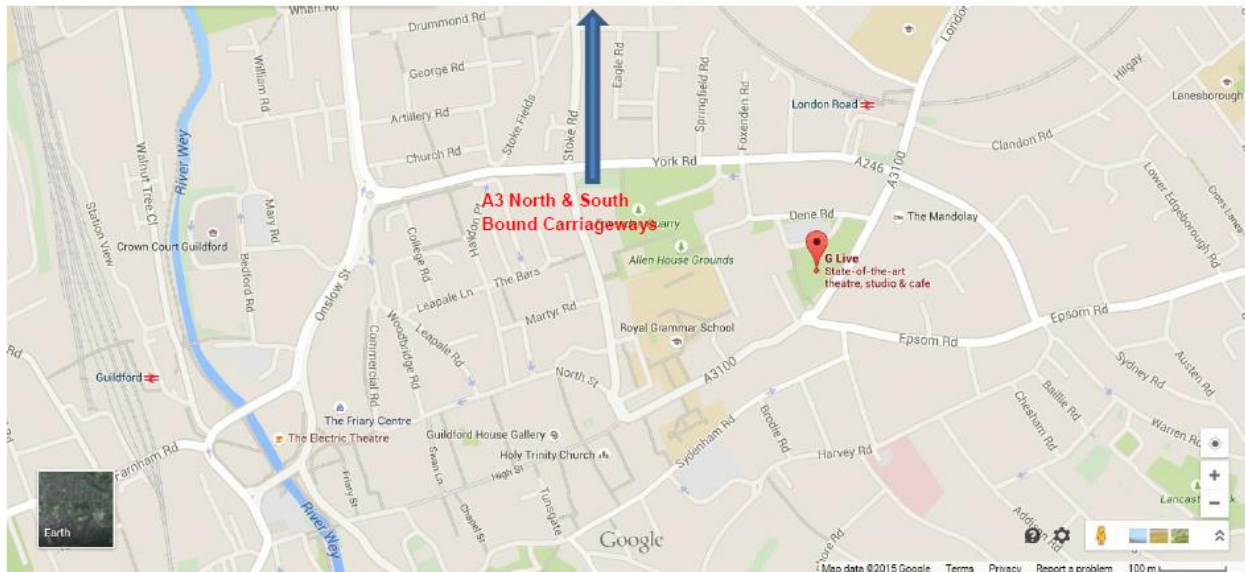 Wharf Rd
Drummond Rd
Eagle Rd
London
Hilgay
William Rd
George Rd
Springfield Rd
Foxenden Rd
London Road
Lanesborough
Artillery Rd
Stoke Fields
Stoke Rd
Clandon Rd
Church Rd
York Rd
A246
A3100
Walnut Tree Cl
River Wey
Station View
Mary Rd
A3 North & South
Bound Carriageways
Quarry
Dene Rd
The Mandolay
Lower Edgeborough Rd
Cross Lanes
Crown Court Guildford
Bedford Rd
College Rd
Allen House Grounds
G Live
State-of-the-art
theatre, studio & cafe
Onslow St
Leapale Ln
The Bars
Martyr Rd
Royal Grammar School
Epsom Rd
Epsom Rd
Commercial Rd
Woodbridge Rd
Leapale Rd
Rd
Guildford
North St
A3100
Sydney Rd
Austen Rd
Baillie Rd
Chesham Rd
Warren Rd
The Friary Centre
The Electric Theatre
Guildford House Gallery
Brodie Rd
Sydenham Rd
Harvey Rd
Holy Trinity Church
Farnham Rd
Friary St
Swan Ln
High St
Chapel St
Tunsgate
River Wey
Earth
Google
Map data ©2015 Google Terms Privacy Report a problem 100 m